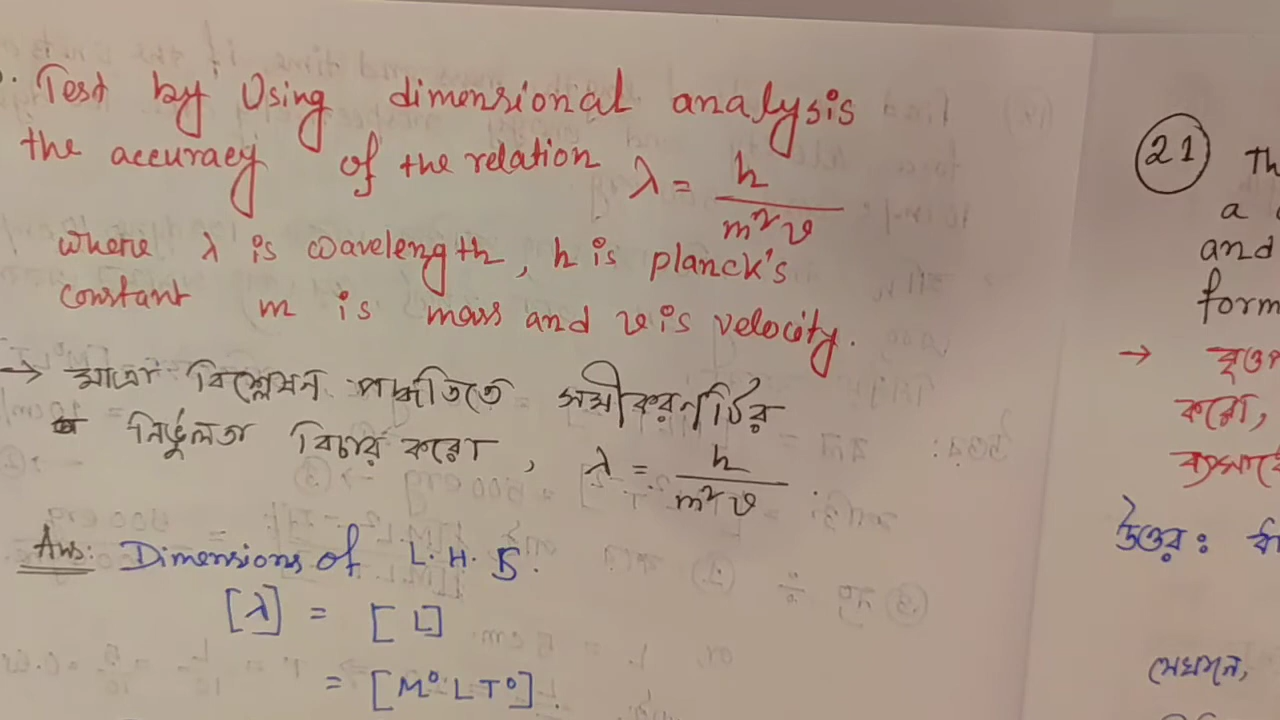 Test by Using dimensional analysis
the accuracy of the relation λ = h / m²v
where λ is wavelength, h is planck's
constant m is mass and v is velocity.
→ মাত্রা বিশ্লেষন পদ্ধতিতে সমীকরণটির
নির্ভুলতা বিচার করো, λ = h / m²v.
Ans: Dimensions of L.H.S.
[λ] = [L]
= [M⁰LT⁰].
(21) Th
a
and
form
→
করো,
উত্তর:
যেখানে,